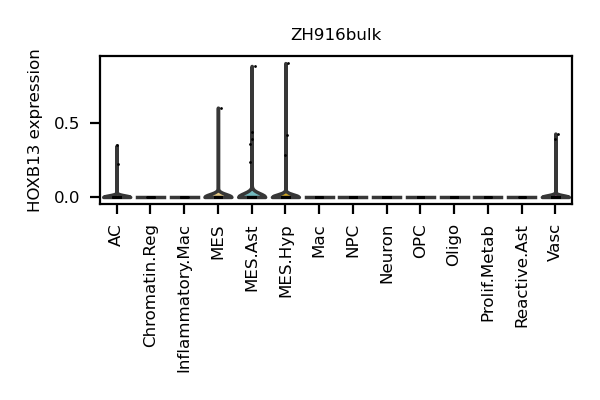 ZH916bulk
HOXB13 expression
0.5
0.0
AC
Chromatin.Reg
Inflammatory.Mac
MES
MES.Ast
MES.Hyp
Mac
NPC
Neuron
OPC
Oligo
Prolif.Metab
Reactive.Ast
Vasc